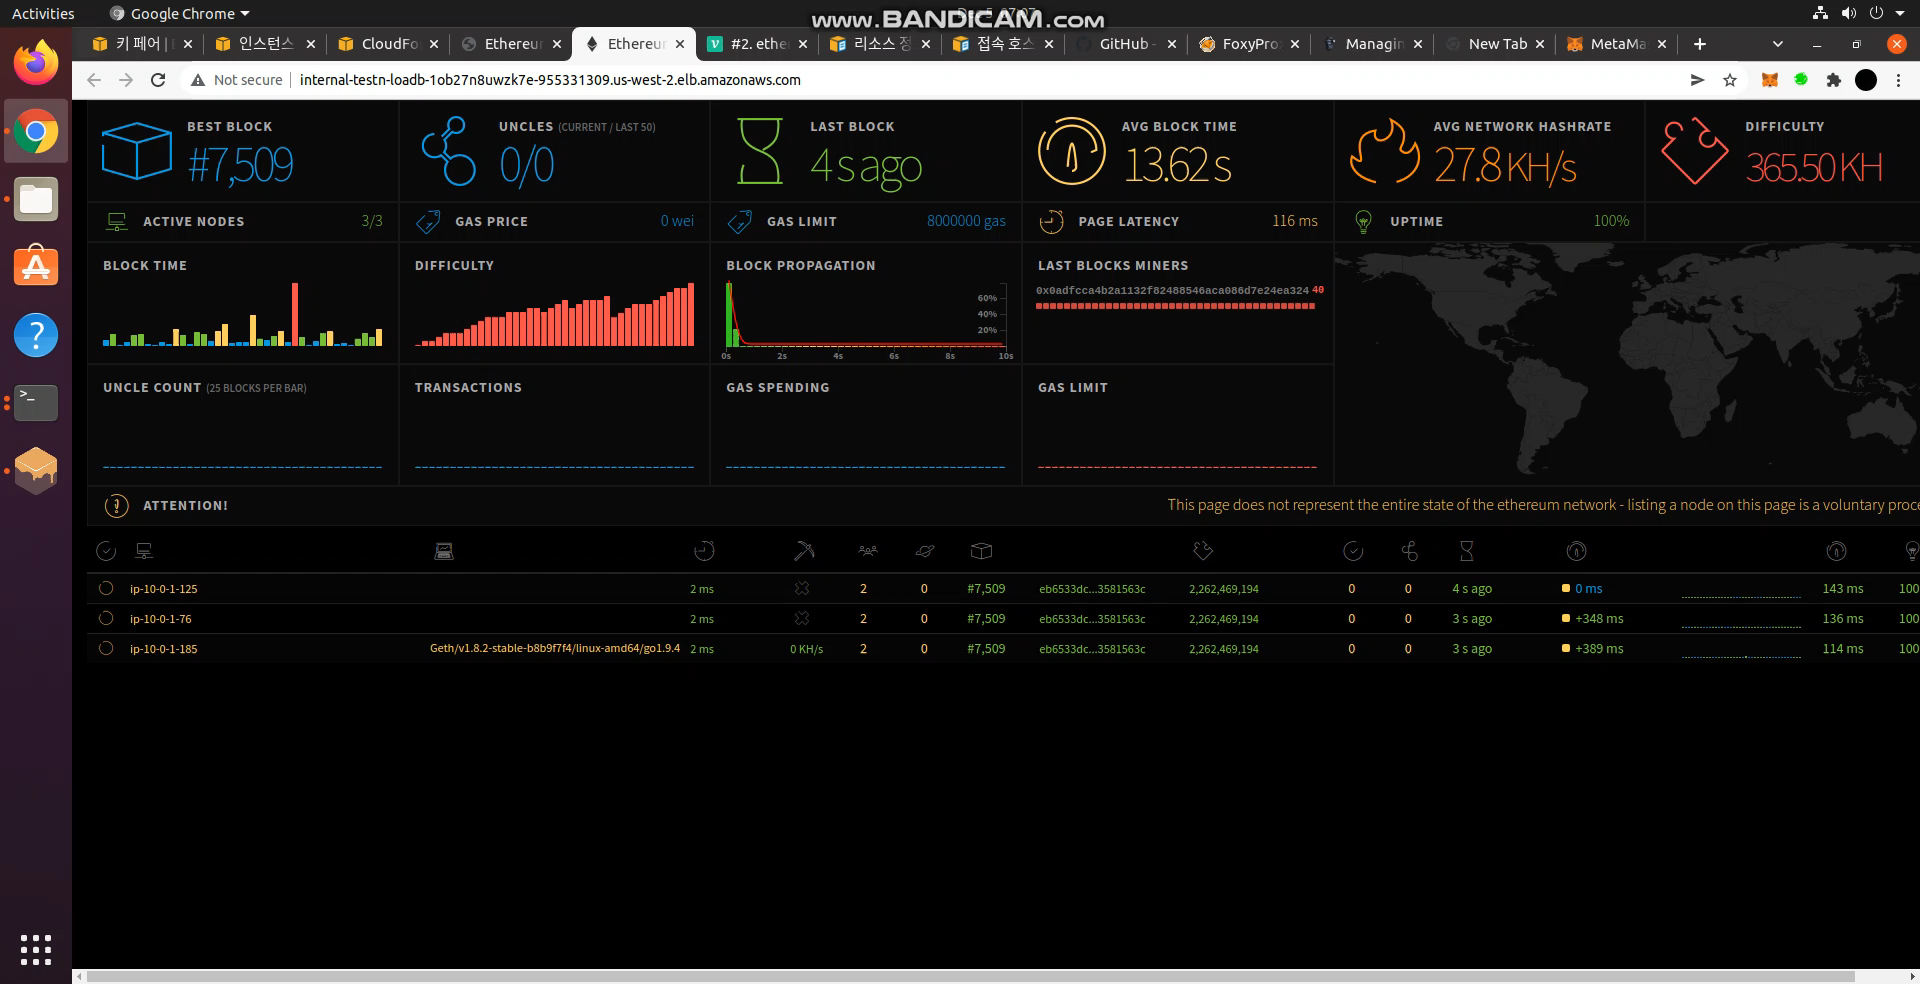 Activities
Google Chrome
www.BANDICAM.com
키 페어 |
인스턴스
CloudFo
Ethereu
Ethereur
#2. ethe
리소스 정
접속 호스
GitHub -
FoxyPro
Managin
New Tab
MetaMa
Not secure
internal-testn-loadb-1ob27n8uwzk7e-955331309.us-west-2.elb.amazonaws.com
BEST BLOCK
#7,509
UNCLES (CURRENT / LAST 50)
0/0
LAST BLOCK
4 s ago
AVG BLOCK TIME
13.62 s
AVG NETWORK HASHRATE
27.8 KH/s
DIFFICULTY
365.50 KH
ACTIVE NODES 3/3
GAS PRICE 0 wei
GAS LIMIT 8000000 gas
PAGE LATENCY 116 ms
UPTIME 100%
BLOCK TIME
DIFFICULTY
BLOCK PROPAGATION
60%
40%
20%
0s 2s 4s 6s 8s 10s
LAST BLOCKS MINERS
0x0adfcca4b2a1132f82488546aca086d7e24ea324 40
UNCLE COUNT (25 BLOCKS PER BAR)
TRANSACTIONS
GAS SPENDING
GAS LIMIT
ATTENTION!
This page does not represent the entire state of the ethereum network - listing a node on this page is a voluntary proce
ip-10-0-1-125 2 ms 2 0 #7,509 eb6533dc...3581563c 2,262,469,194 0 0 4 s ago 0 ms 143 ms 100
ip-10-0-1-76 2 ms 2 0 #7,509 eb6533dc...3581563c 2,262,469,194 0 0 3 s ago +348 ms 136 ms 100
ip-10-0-1-185 Geth/v1.8.2-stable-b8b9f7f4/linux-amd64/go1.9.4 2 ms 0 KH/s 2 0 #7,509 eb6533dc...3581563c 2,262,469,194 0 0 3 s ago +389 ms 114 ms 100